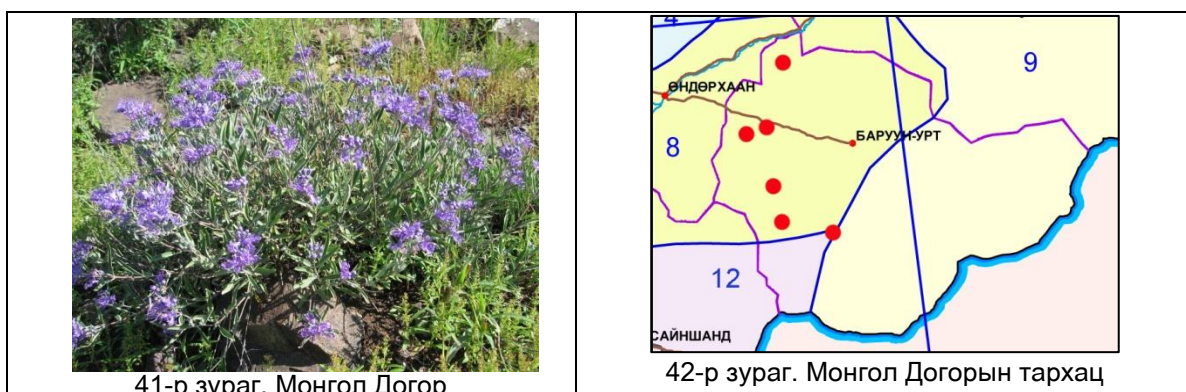 41-р зураг. Монгол Догор
4
9
ӨНДӨРХААН
БАРУУН-УРТ
8
12
САЙНШАНД
42-р зураг. Монгол Догорын тархац